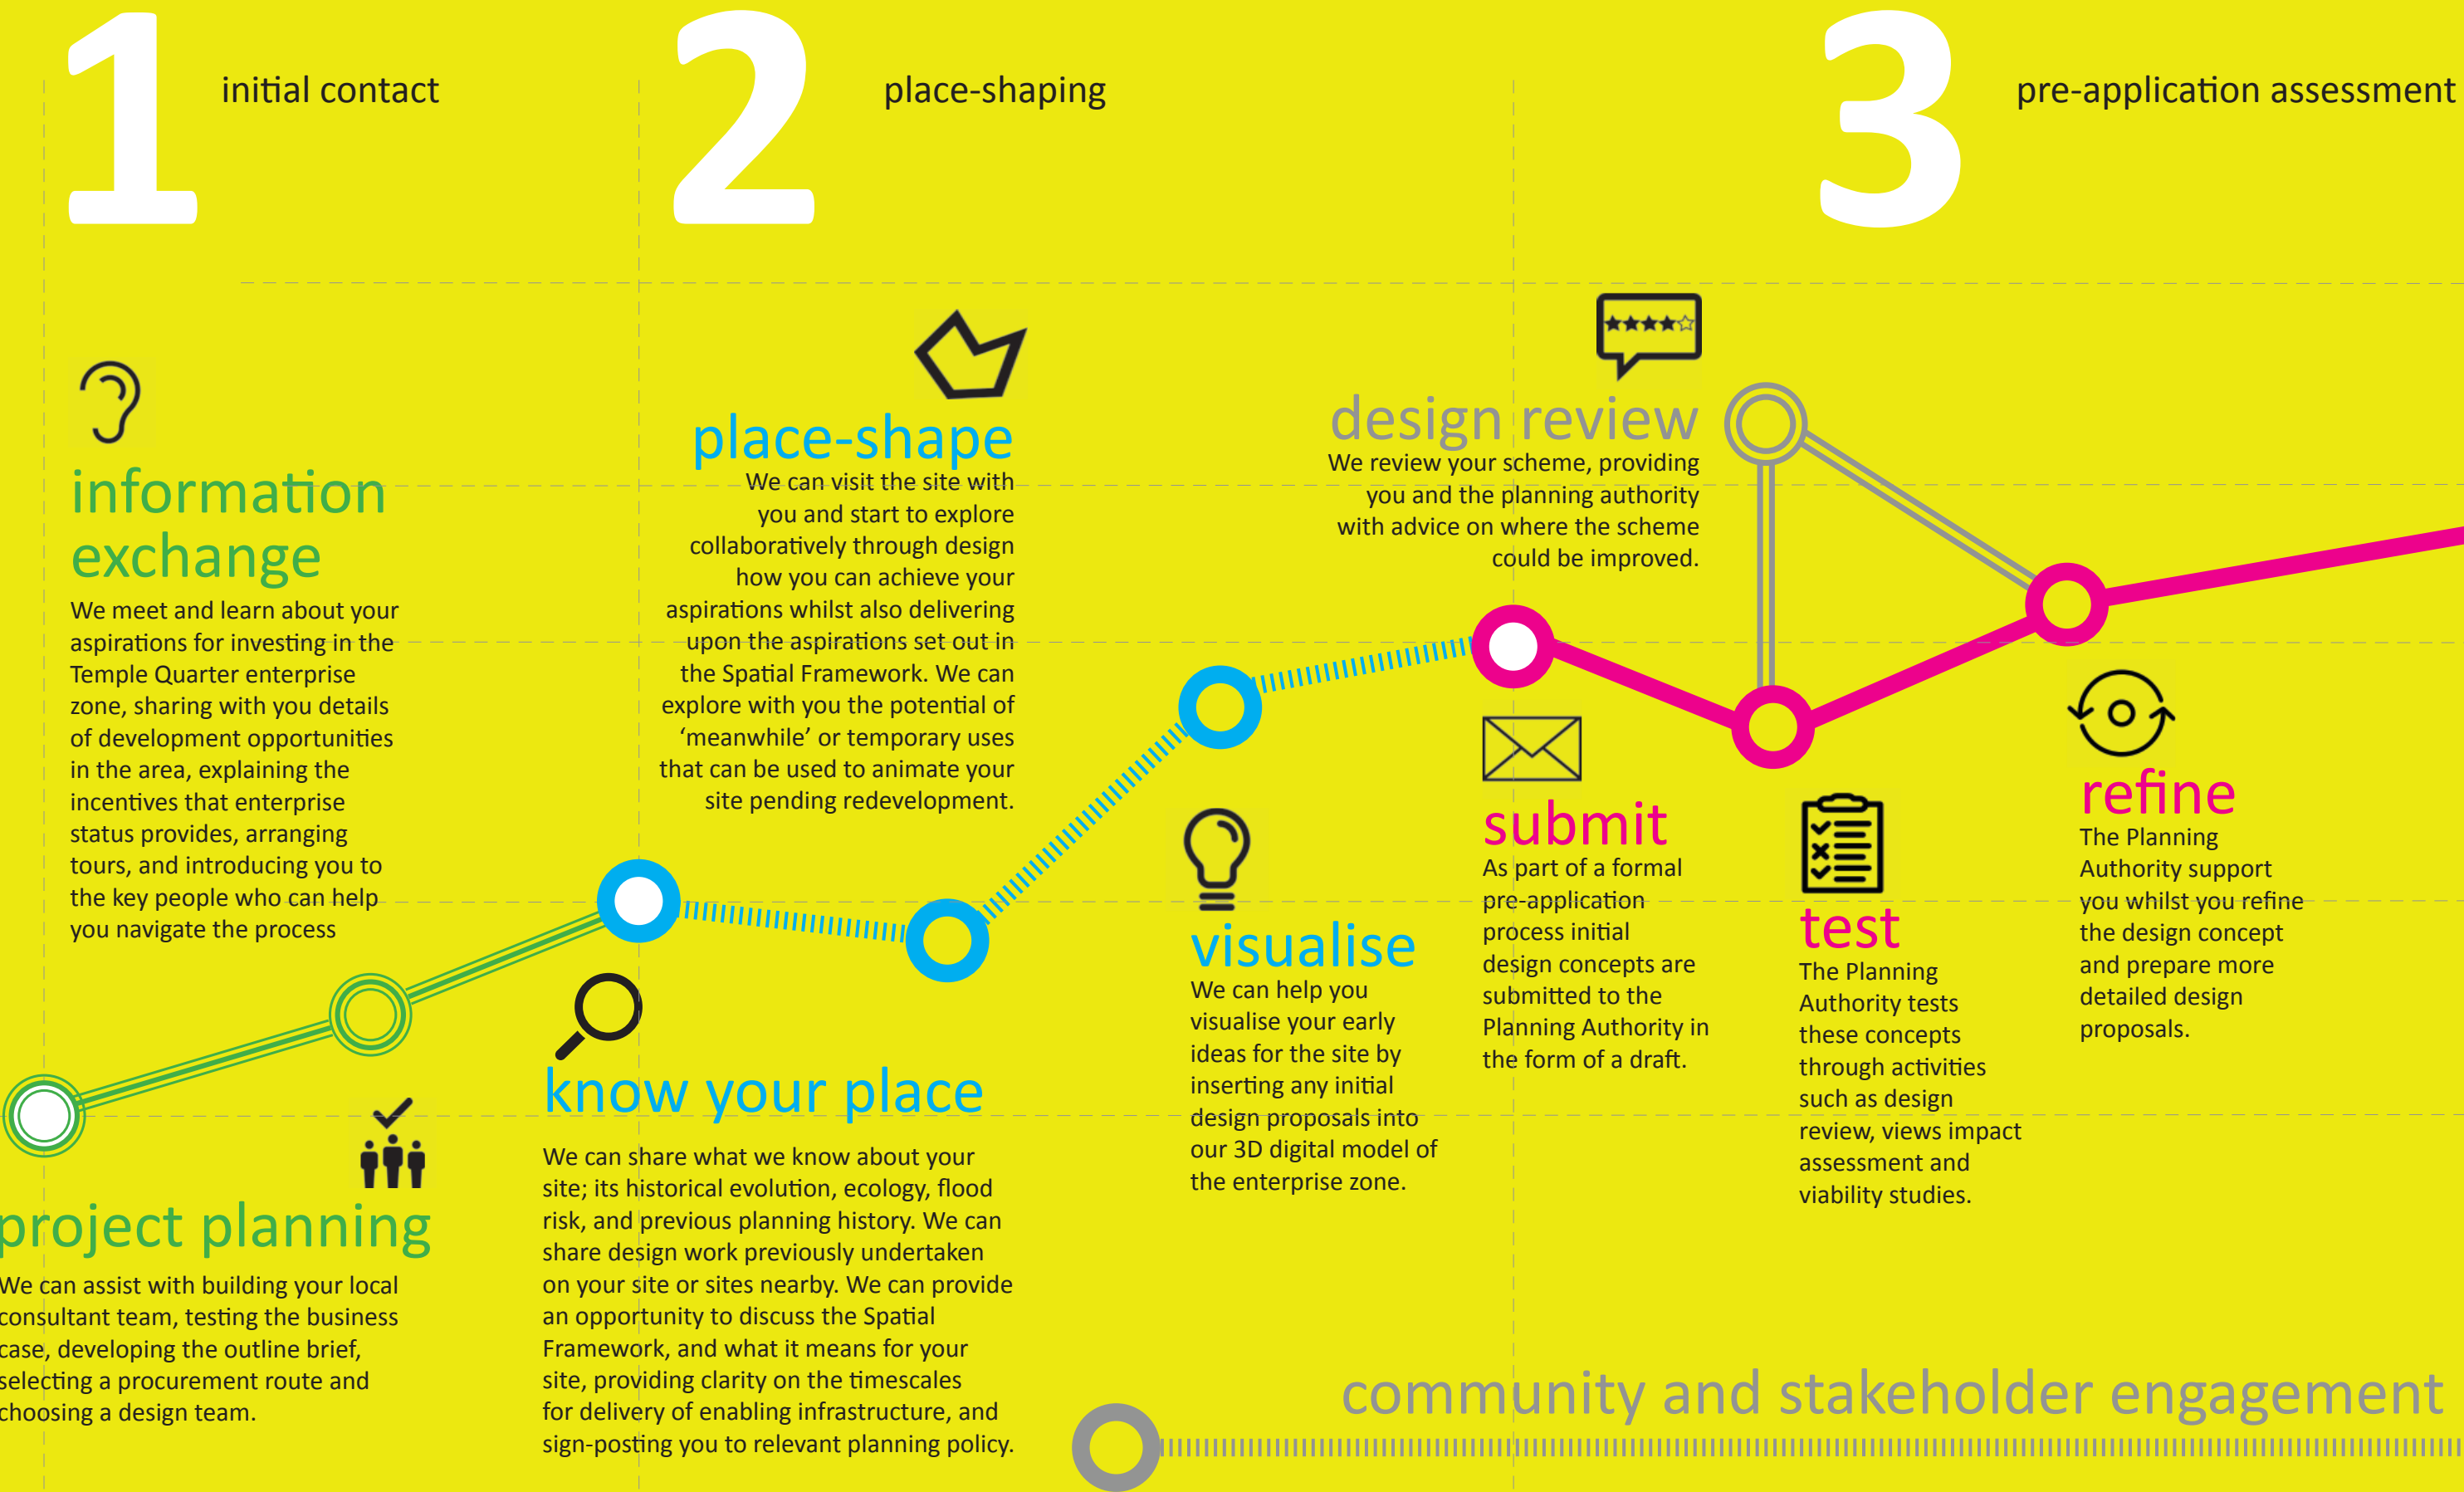 1
initial contact
2
place-shaping
3
pre-application assessment
information
exchange
We meet and learn about your
aspirations for investing in the
Temple Quarter enterprise
zone, sharing with you details
of development opportunities
in the area, explaining the
incentives that enterprise
status provides, arranging
tours, and introducing you to
the key people who can help
you navigate the process
project planning
We can assist with building your local
consultant team, testing the business
case, developing the outline brief,
selecting a procurement route and
choosing a design team.
know your place
We can share what we know about your
site; its historical evolution, ecology, flood
risk, and previous planning history. We can
share design work previously undertaken
on your site or sites nearby. We can provide
an opportunity to discuss the Spatial
Framework, and what it means for your
site, providing clarity on the timescales
for delivery of enabling infrastructure, and
sign-posting you to relevant planning policy.
place-shape
We can visit the site with
you and start to explore
collaboratively through design
how you can achieve your
aspirations whilst also delivering
upon the aspirations set out in
the Spatial Framework. We can
explore with you the potential of
‘meanwhile’ or temporary uses
that can be used to animate your
site pending redevelopment.
visualise
We can help you
visualise your early
ideas for the site by
inserting any initial
design proposals into
our 3D digital model of
the enterprise zone.
design review
We review your scheme, providing
you and the planning authority
with advice on where the scheme
could be improved.
submit
As part of a formal
pre-application
process initial
design concepts are
submitted to the
Planning Authority in
the form of a draft.
test
The Planning
Authority tests
these concepts
through activities
such as design
review, views impact
assessment and
viability studies.
refine
The Planning
Authority support
you whilst you refine
the design concept
and prepare more
detailed design
proposals.
community and stakeholder engagement